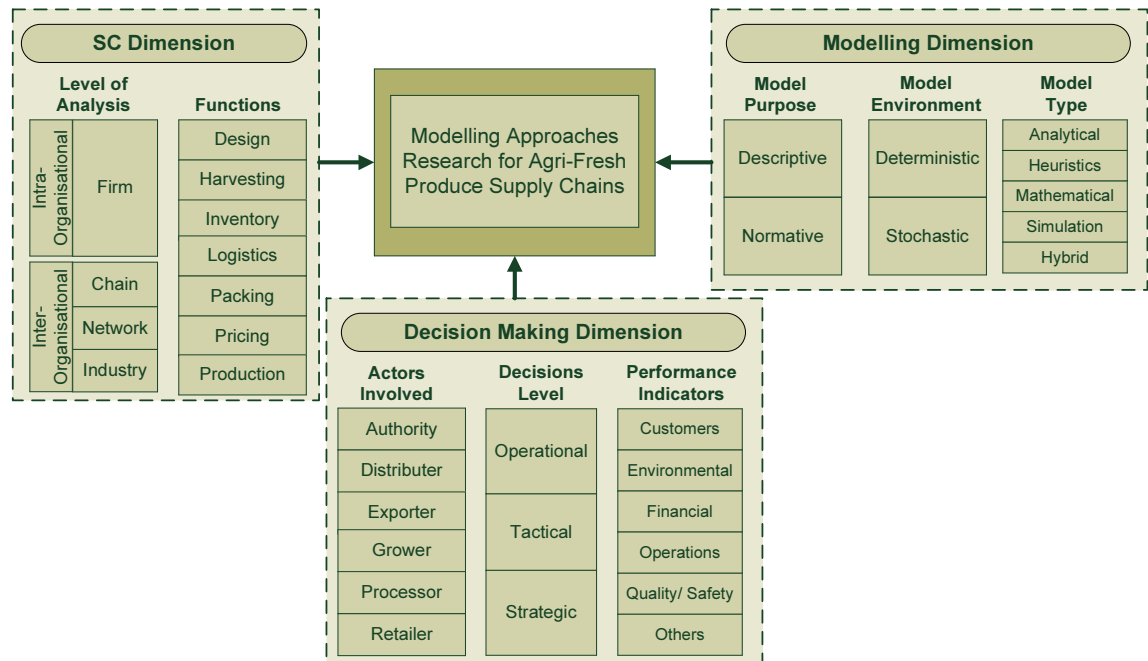 SC Dimension
Level of
Analysis
Functions
Intra-
Organisational
Firm
Inter-
Organisational
Chain
Network
Industry
Design
Harvesting
Inventory
Logistics
Packing
Pricing
Production
Modelling Approaches
Research for Agri-Fresh
Produce Supply Chains
Modelling Dimension
Model
Purpose
Model
Environment
Model
Type
Descriptive
Normative
Deterministic
Stochastic
Analytical
Heuristics
Mathematical
Simulation
Hybrid
Decision Making Dimension
Actors
Involved
Decisions
Level
Performance
Indicators
Authority
Distributer
Exporter
Grower
Processor
Retailer
Operational
Tactical
Strategic
Customers
Environmental
Financial
Operations
Quality/ Safety
Others